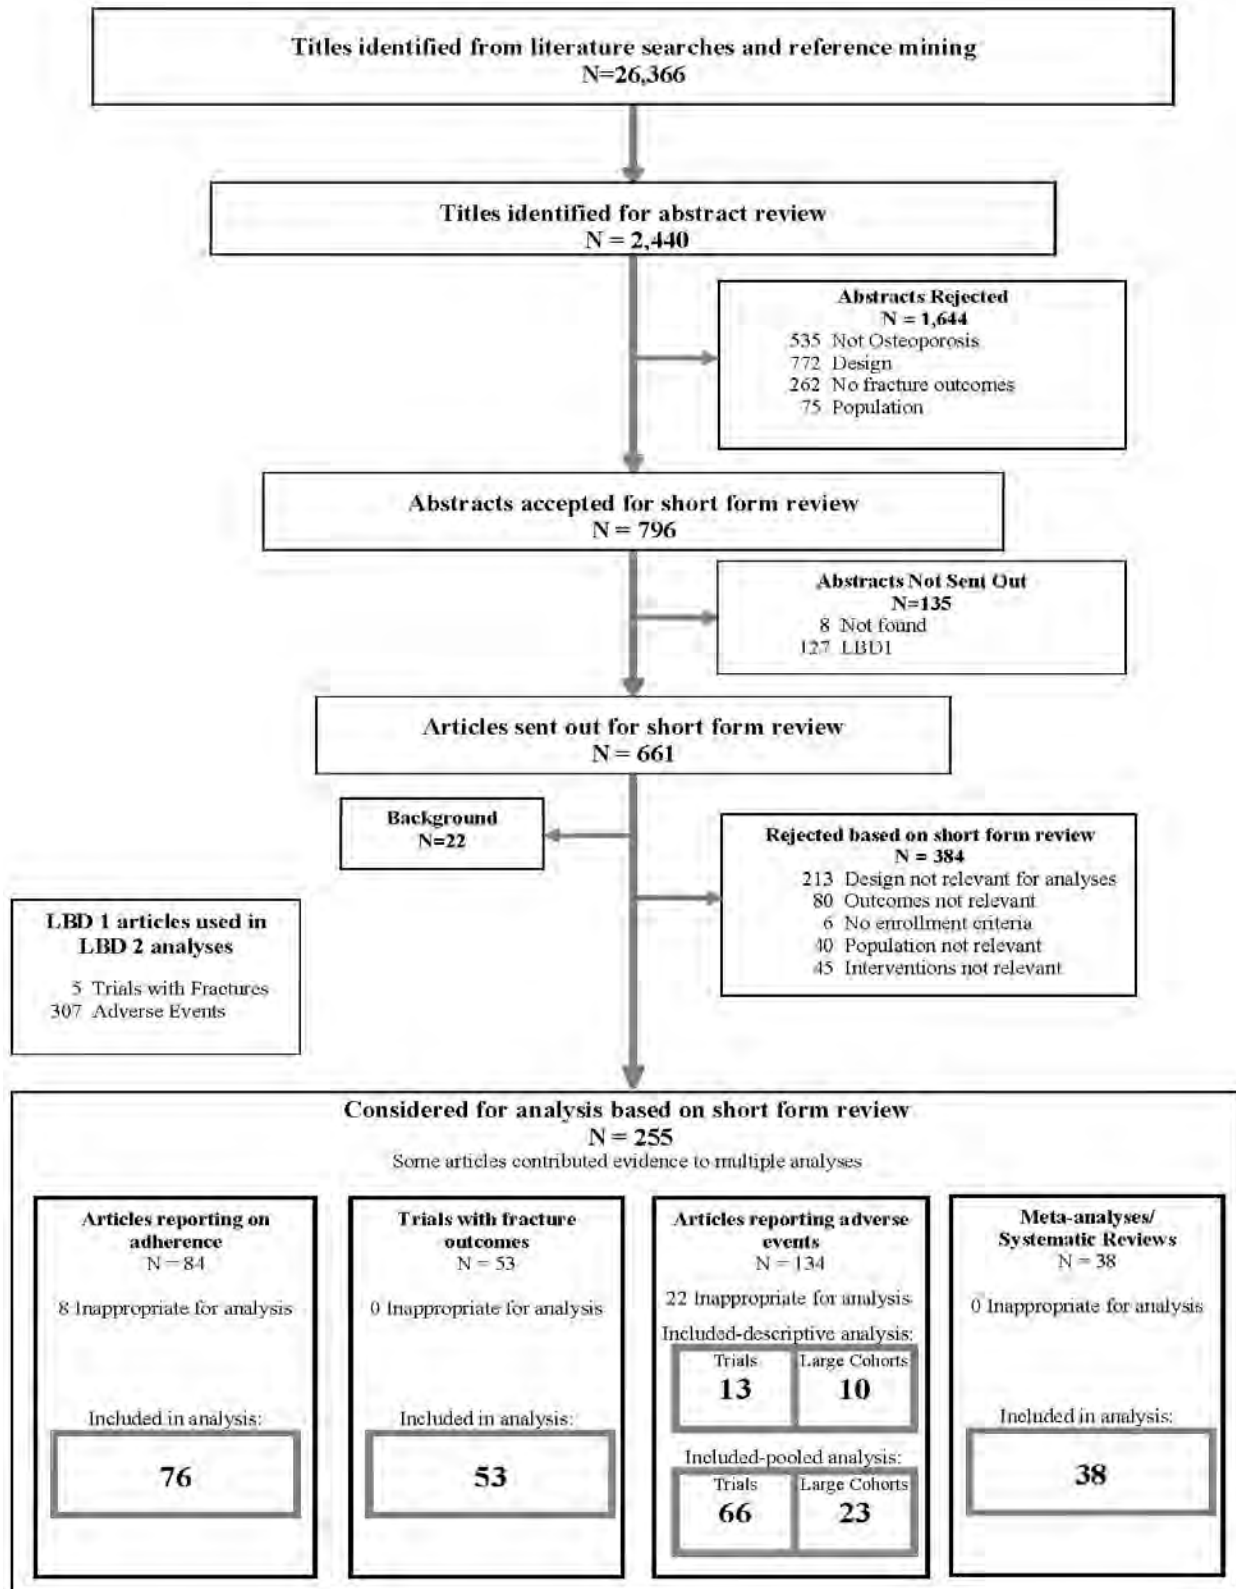 Titles identified from literature searches and reference mining
N=26,366
Titles identified for abstract review
N = 2,440
Abstracts Rejected
N = 1,644
535 Not Osteoporosis
772 Design
262 No fracture outcomes
75 Population
Abstracts accepted for short form review
N = 796
Abstracts Not Sent Out
N=135
8 Not found
127 LBD1
Articles sent out for short form review
N = 661
Background
N=22
Rejected based on short form review
N = 384
213 Design not relevant for analyses
80 Outcomes not relevant
6 No enrollment criteria
40 Population not relevant
45 Interventions not relevant
LBD 1 articles used in
LBD 2 analyses
5 Trials with Fractures
307 Adverse Events
Considered for analysis based on short form review
N = 255
Some articles contributed evidence to multiple analyses
Articles reporting on
adherence
N = 84
8 Inappropriate for analysis
Included in analysis:
76
Trials with fracture
outcomes
N = 53
0 Inappropriate for analysis
Included in analysis:
53
Articles reporting adverse
events
N = 134
22 Inappropriate for analysis
Included-descriptive analysis:
Trials
13
Large Cohorts
10
Included-pooled analysis:
Trials
66
Large Cohorts
23
Meta-analyses/
Systematic Reviews
N = 38
0 Inappropriate for analysis
Included in analysis:
38